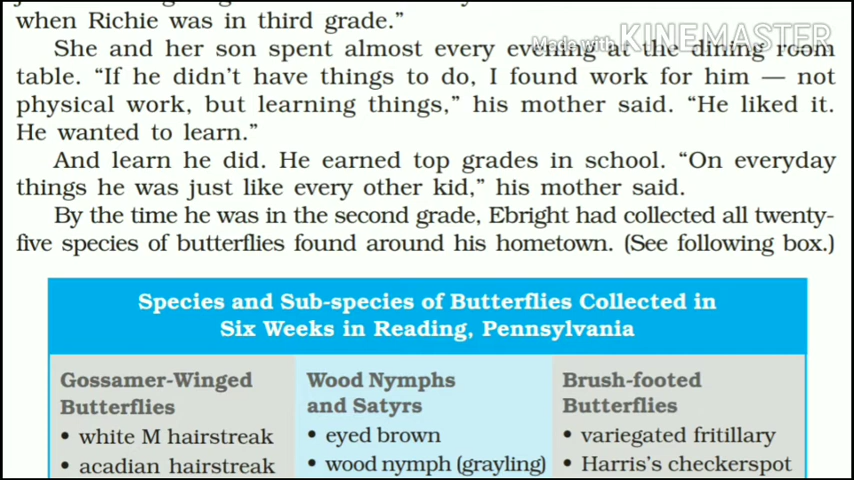 when Richie was in third grade.”
Made with KINEMASTER
She and her son spent almost every evening at the dining room
table. “If he didn’t have things to do, I found work for him — not
physical work, but learning things,” his mother said. “He liked it.
He wanted to learn.”
And learn he did. He earned top grades in school. “On everyday
things he was just like every other kid,” his mother said.
By the time he was in the second grade, Ebright had collected all twenty-
five species of butterflies found around his hometown. (See following box.)
Species and Sub-species of Butterflies Collected in
Six Weeks in Reading, Pennsylvania
Gossamer-Winged
Butterflies
• white M hairstreak
• acadian hairstreak
Wood Nymphs
and Satyrs
• eyed brown
• wood nymph (grayling)
Brush-footed
Butterflies
• variegated fritillary
• Harris’s checkerspot